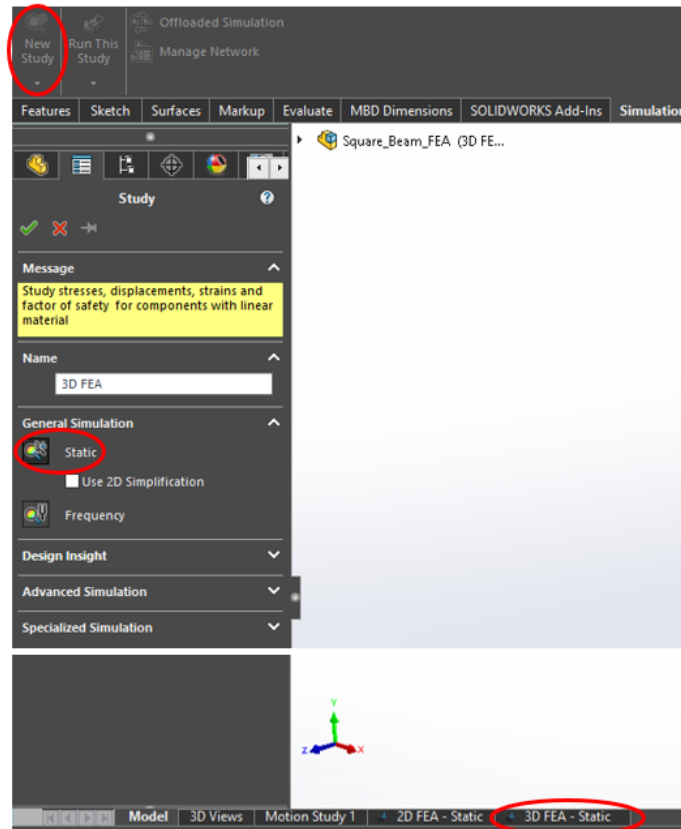 New Study
Run This Study
Offloaded Simulation
Manage Network
Features Sketch Surfaces Markup Evaluate MBD Dimensions SOLIDWORKS Add-Ins Simulation
Square_Beam_FEA (3D FE...
Study
?
Message
Study stresses, displacements, strains and
factor of safety for components with linear
material
Name
3D FEA
General Simulation
Static
Use 2D Simplification
Frequency
Design Insight
Advanced Simulation
Specialized Simulation
Y
Z X
Model 3D Views Motion Study 1 2D FEA - Static 3D FEA - Static